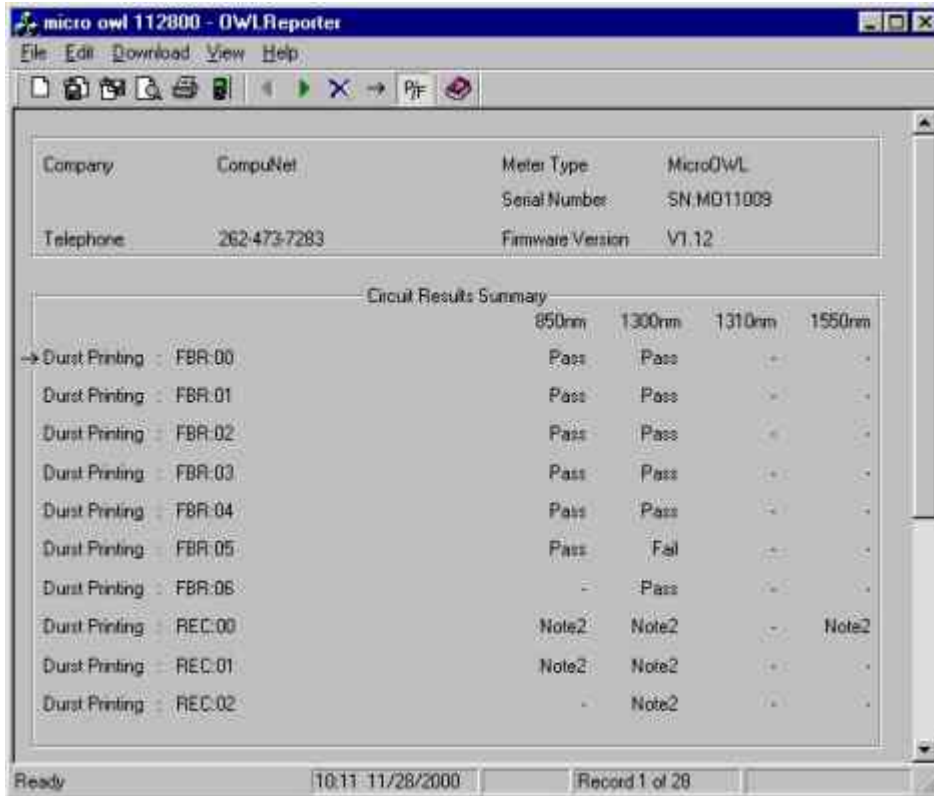 micro owl 112800 - OWLReporter
File Edit Download View Help
P/F
Company CompuNet Meter Type MicroOWL
Serial Number SN:MO11009
Telephone 262-473-7283 Firmware Version V1.12
Circuit Results Summary
850nm 1300nm 1310nm 1550nm
→ Durst Printing : FBR:00 Pass Pass - -
Durst Printing : FBR:01 Pass Pass - -
Durst Printing : FBR:02 Pass Pass - -
Durst Printing : FBR:03 Pass Pass - -
Durst Printing : FBR:04 Pass Pass - -
Durst Printing : FBR:05 Pass Fail - -
Durst Printing : FBR:06 - Pass - -
Durst Printing : REC:00 Note2 Note2 - Note2
Durst Printing : REC:01 Note2 Note2 - -
Durst Printing : REC:02 - Note2 - -
Ready 10:11 11/28/2000 Record 1 of 28